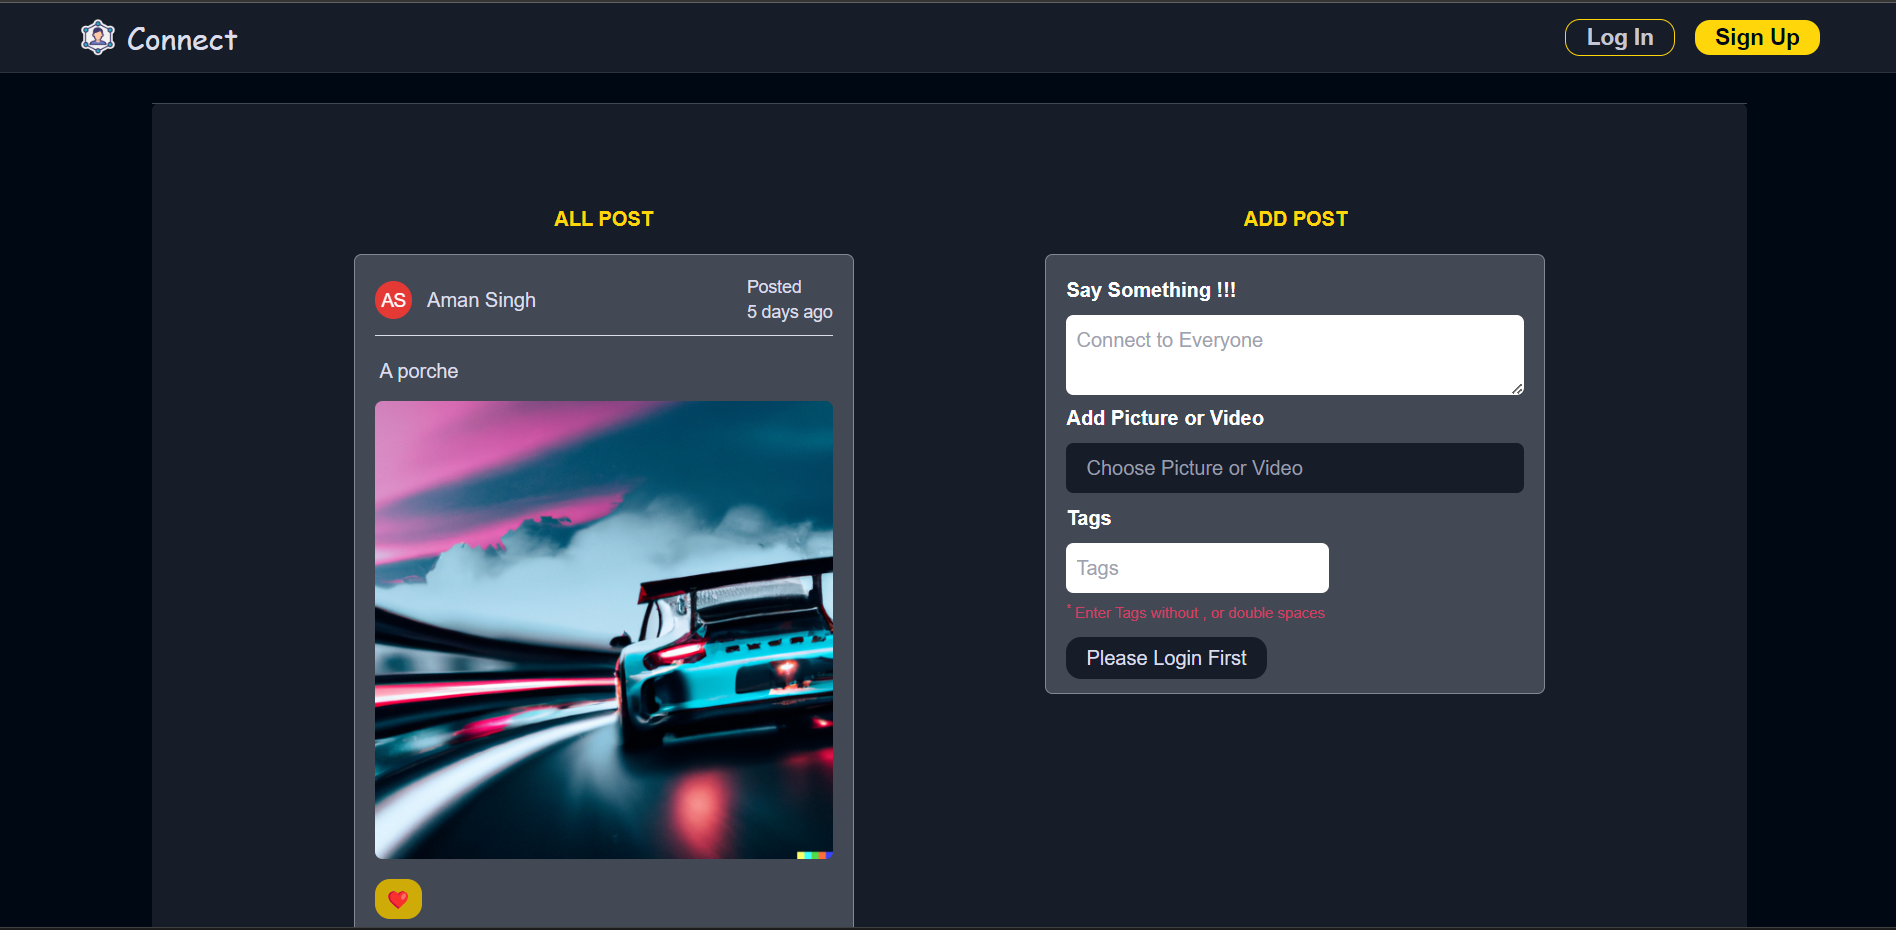 Connect
Log In
Sign Up
ALL POST
AS
Aman Singh
Posted
5 days ago
A porche
ADD POST
Say Something !!!
Connect to Everyone
Add Picture or Video
Choose Picture or Video
Tags
Tags
* Enter Tags without , or double spaces
Please Login First